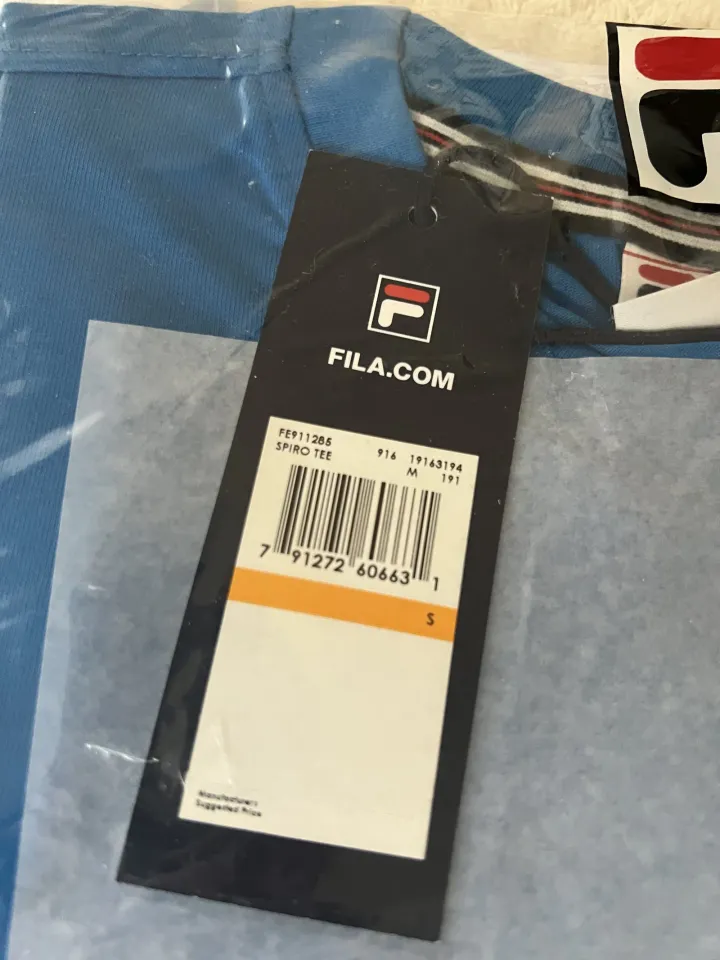 FILA.COM
FE911285 916 19163194
SPIRO TEE M 191
7 91272 60663 1
S
Manufacturers
Suggested Price